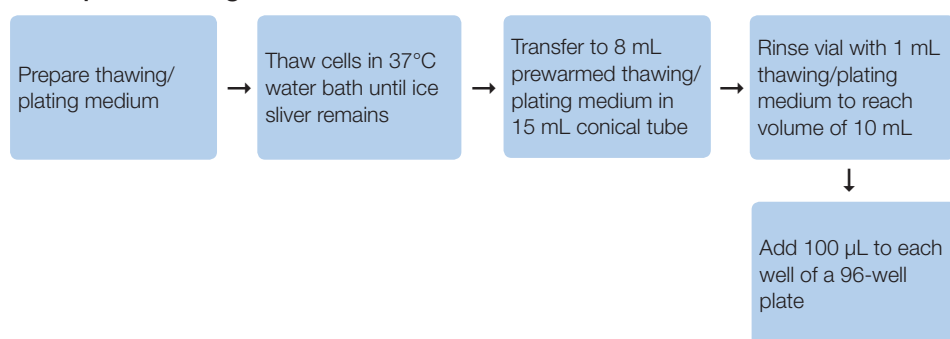 Prepare thawing/
plating medium
→
Thaw cells in 37°C
water bath until ice
sliver remains
→
Transfer to 8 mL
prewarmed thawing/
plating medium in
15 mL conical tube
→
Rinse vial with 1 mL
thawing/plating
medium to reach
volume of 10 mL
↓
Add 100 µL to each
well of a 96-well
plate